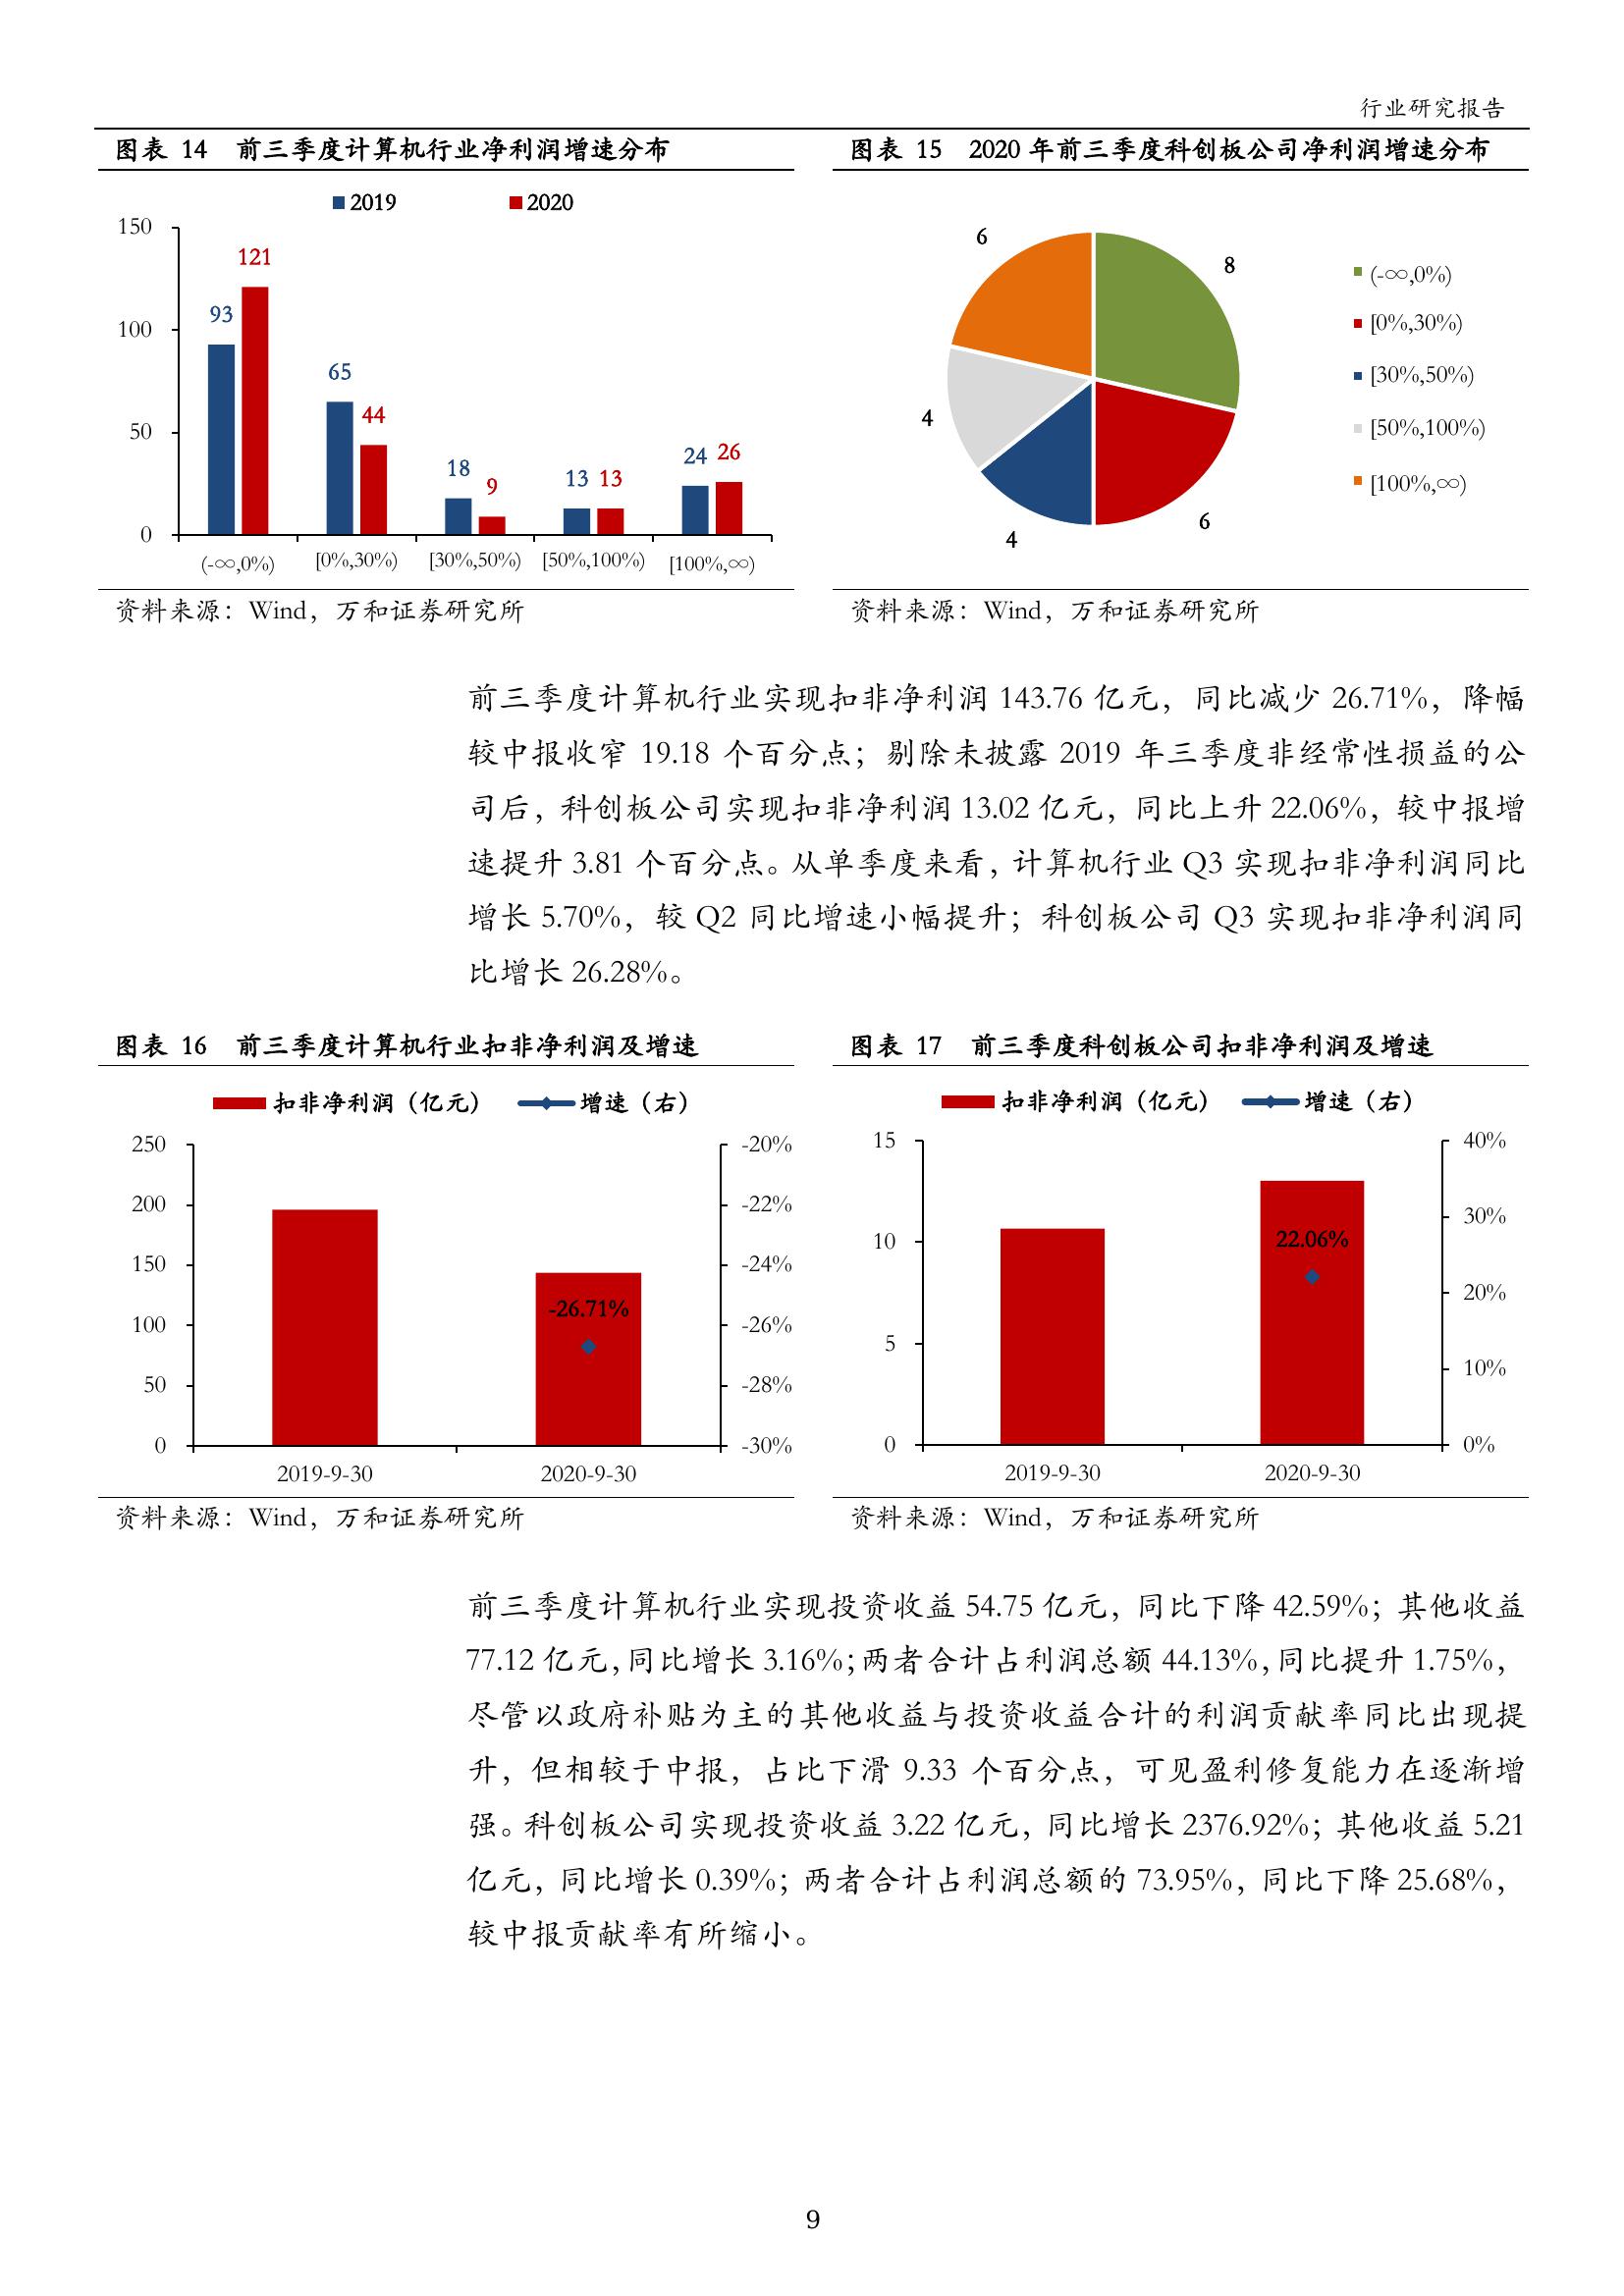 行业研究报告
图表 14 前三季度计算机行业净利润增速分布
2019 2020
150
100
50
0
93
121
65
44
18
9
13
13
24
26
(-∞,0%)
[0%,30%)
[30%,50%)
[50%,100%)
[100%,∞)
资料来源：Wind，万和证券研究所
图表 15 2020 年前三季度科创板公司净利润增速分布
6
8
4
4
6
(-∞,0%)
[0%,30%)
[30%,50%)
[50%,100%)
[100%,∞)
资料来源：Wind，万和证券研究所
前三季度计算机行业实现扣非净利润 143.76 亿元，同比减少 26.71%，降幅
较中报收窄 19.18 个百分点；剔除未披露 2019 年三季度非经常性损益的公
司后，科创板公司实现扣非净利润 13.02 亿元，同比上升 22.06%，较中报增
速提升 3.81 个百分点。从单季度来看，计算机行业 Q3 实现扣非净利润同比
增长 5.70%，较 Q2 同比增速小幅提升；科创板公司 Q3 实现扣非净利润同
比增长 26.28%。
图表 16 前三季度计算机行业扣非净利润及增速
扣非净利润（亿元） 增速（右）
250
200
150
100
50
0
-26.71%
-20%
-22%
-24%
-26%
-28%
-30%
2019-9-30
2020-9-30
资料来源：Wind，万和证券研究所
图表 17 前三季度科创板公司扣非净利润及增速
扣非净利润（亿元） 增速（右）
15
10
5
0
22.06%
40%
30%
20%
10%
0%
2019-9-30
2020-9-30
资料来源：Wind，万和证券研究所
前三季度计算机行业实现投资收益 54.75 亿元，同比下降 42.59%；其他收益
77.12 亿元，同比增长 3.16%；两者合计占利润总额 44.13%，同比提升 1.75%，
尽管以政府补贴为主的其他收益与投资收益合计的利润贡献率同比出现提
升，但相较于中报，占比下滑 9.33 个百分点，可见盈利修复能力在逐渐增
强。科创板公司实现投资收益 3.22 亿元，同比增长 2376.92%；其他收益 5.21
亿元，同比增长 0.39%；两者合计占利润总额的 73.95%，同比下降 25.68%，
较中报贡献率有所缩小。
9